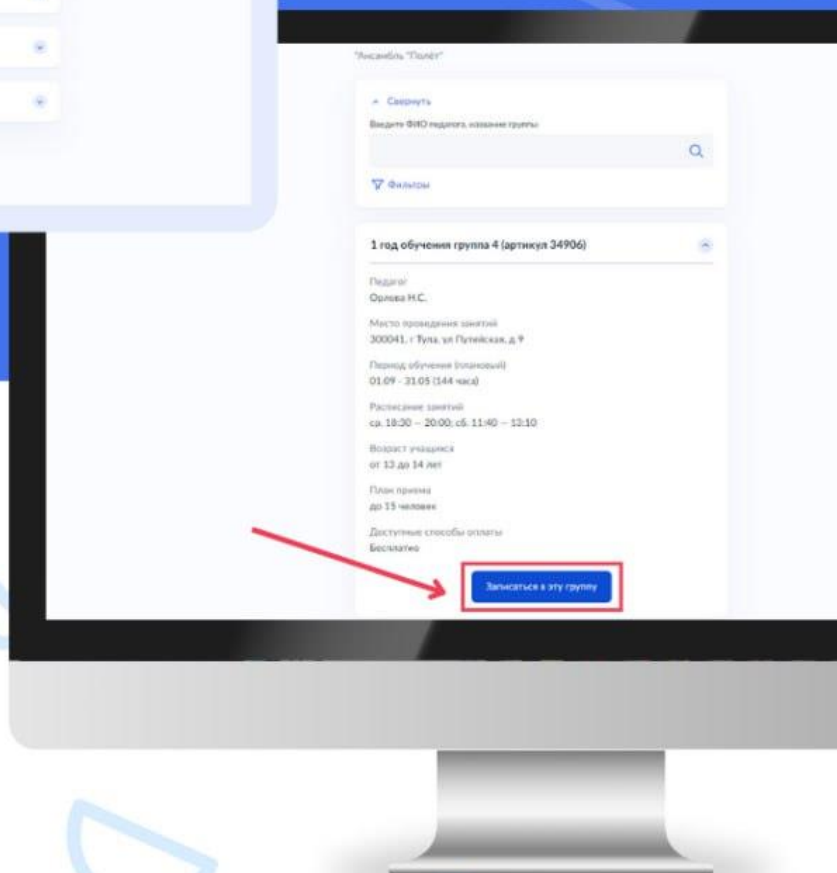 "Ансамбль "Полёт"
Свернуть
Введите ФИО педагога, название группы
Фильтры
1 год обучения группа 4 (артикул 34906)
Педагог
Орлова Н.С.
Место проведения занятий
300041, г Тула, ул Путейская, д 9
Период обучения (плановый)
01.09 - 31.05 (144 часа)
Расписание занятий
ср. 18:30 — 20:00; сб. 11:40 — 13:10
Возраст учащихся
от 13 до 14 лет
План приема
до 15 человек
Доступные способы оплаты
Бесплатно
Записаться в эту группу